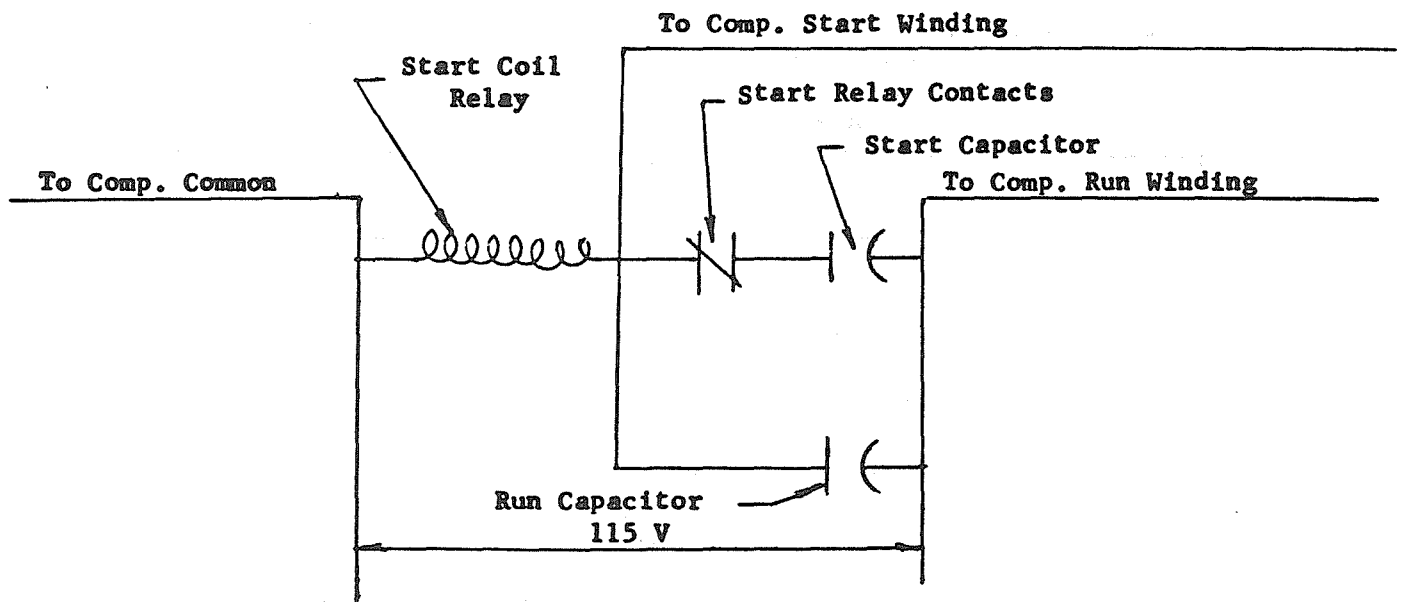 To Comp. Start Winding
Start Coil
Relay
Start Relay Contacts
Start Capacitor
To Comp. Common
To Comp. Run Winding
Run Capacitor
115 V